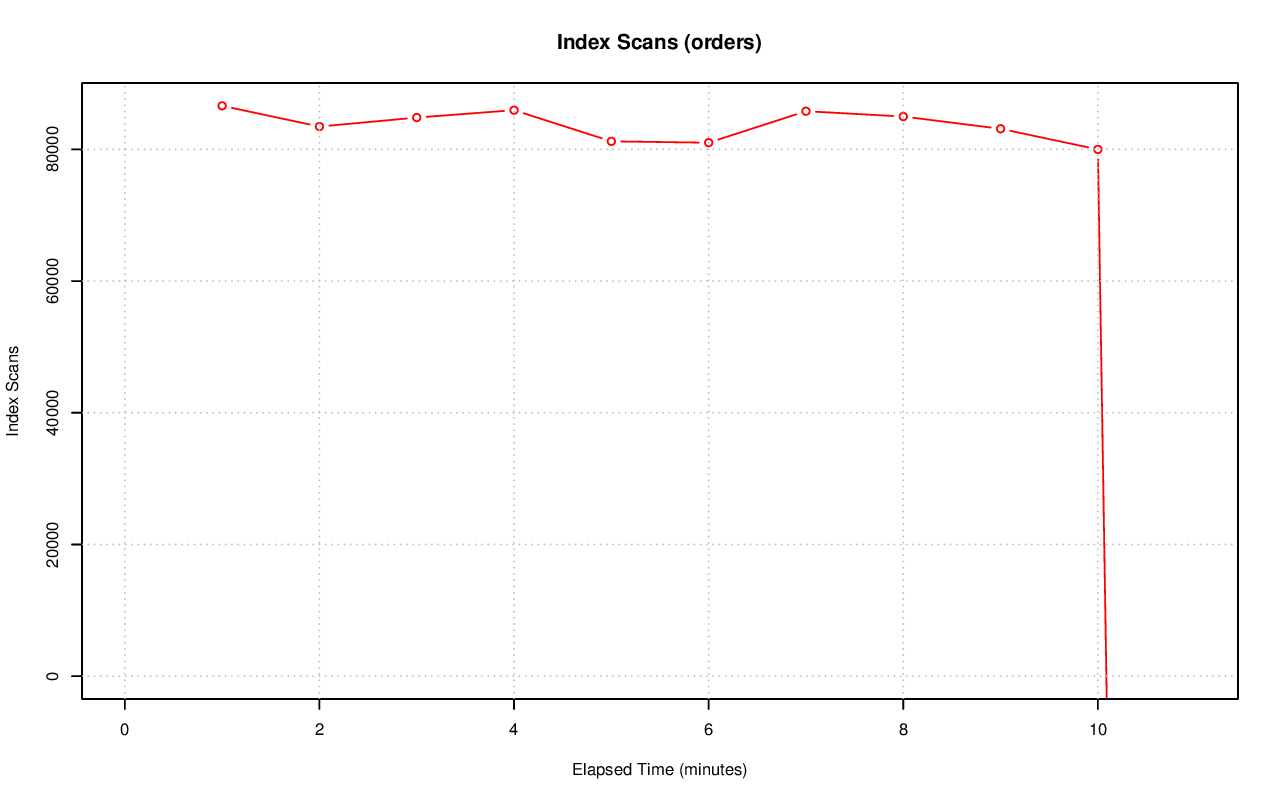 Index Scans (orders)
Index Scans
80000
60000
40000
20000
0
0 2 4 6 8 10
Elapsed Time (minutes)